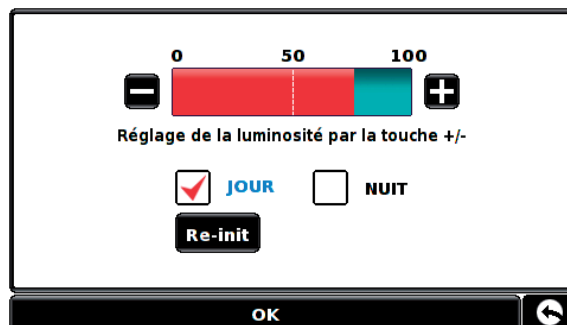 0 50 100
Réglage de la luminosité par la touche +/-
JOUR NUIT
Re-init
OK